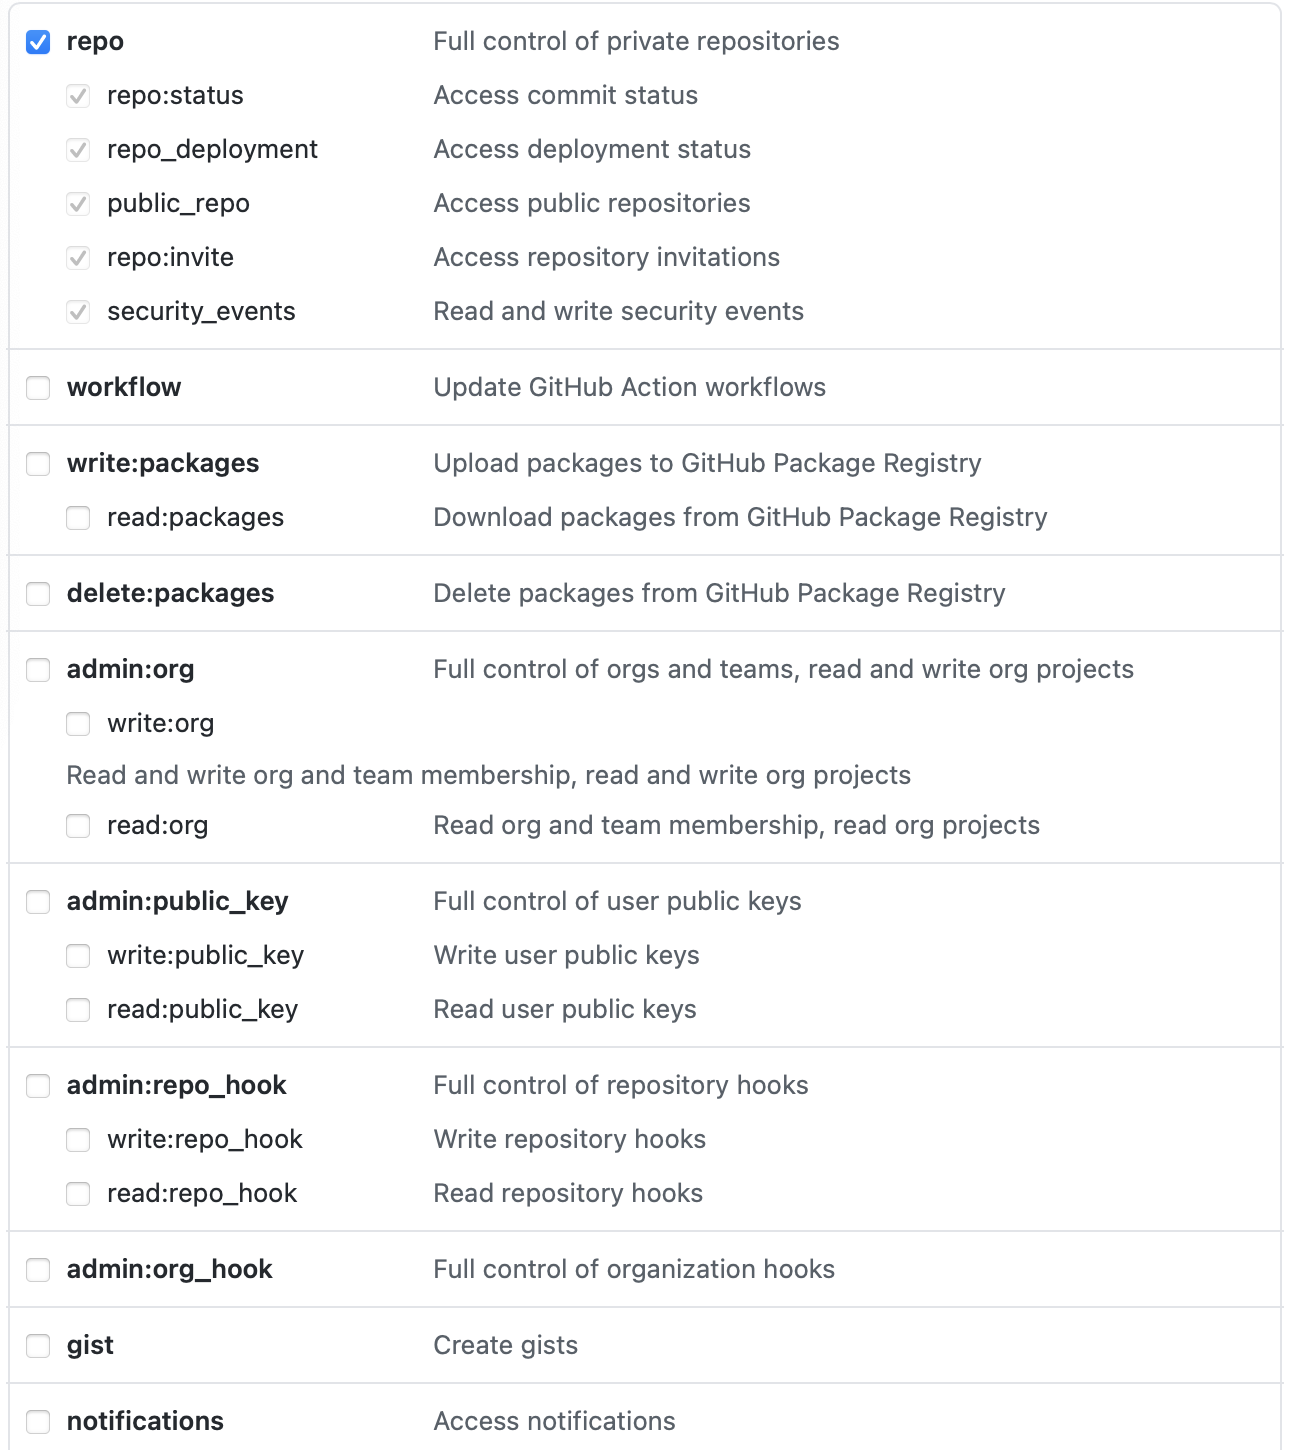 repo Full control of private repositories
repo:status Access commit status
repo_deployment Access deployment status
public_repo Access public repositories
repo:invite Access repository invitations
security_events Read and write security events
workflow Update GitHub Action workflows
write:packages Upload packages to GitHub Package Registry
read:packages Download packages from GitHub Package Registry
delete:packages Delete packages from GitHub Package Registry
admin:org Full control of orgs and teams, read and write org projects
write:org
Read and write org and team membership, read and write org projects
read:org Read org and team membership, read org projects
admin:public_key Full control of user public keys
write:public_key Write user public keys
read:public_key Read user public keys
admin:repo_hook Full control of repository hooks
write:repo_hook Write repository hooks
read:repo_hook Read repository hooks
admin:org_hook Full control of organization hooks
gist Create gists
notifications Access notifications